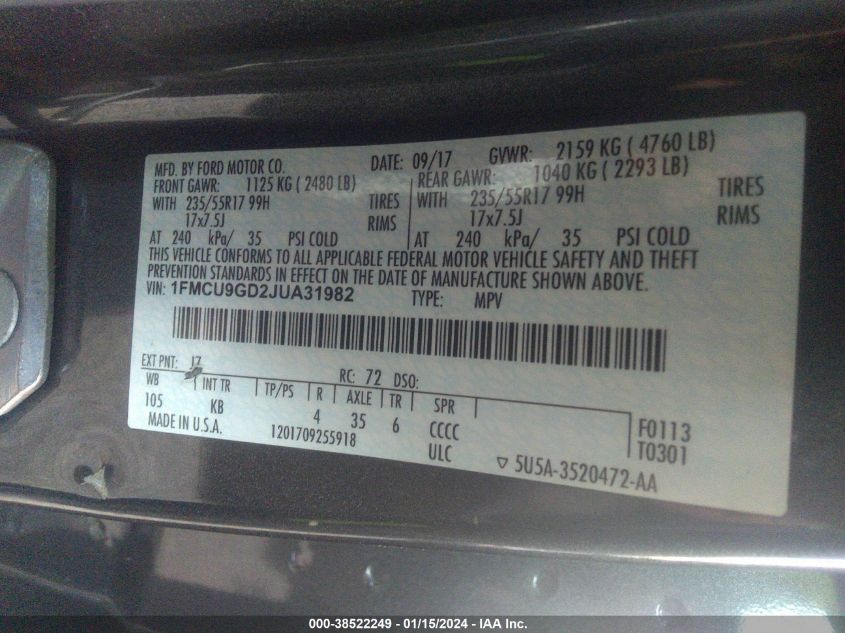 MFD. BY FORD MOTOR CO. DATE: 09/17 GVWR: 2159 KG ( 4760 LB)
FRONT GAWR: 1125 KG ( 2480 LB) REAR GAWR: 1040 KG ( 2293 LB)
WITH 235/55R17 99H TIRES WITH 235/55R17 99H TIRES
17x7.5J RIMS 17x7.5J RIMS
AT 240 kPa/ 35 PSI COLD AT 240 kPa/ 35 PSI COLD
THIS VEHICLE CONFORMS TO ALL APPLICABLE FEDERAL MOTOR VEHICLE SAFETY AND THEFT
PREVENTION STANDARDS IN EFFECT ON THE DATE OF MANUFACTURE SHOWN ABOVE.
VIN: 1FMCU9GD2JUA31982 TYPE: MPV
EXT PNT: J7 RC: 72 DSO:
WB INT TR TP/PS R AXLE TR SPR
105 KB 4 35 6 CCCC F0113
MADE IN U.S.A. 1201709255918 ULC T0301
5U5A-3520472-AA
000-38522249 - 01/15/2024 - IAA Inc.